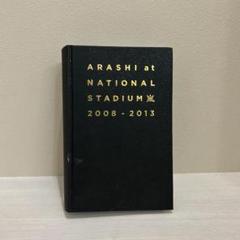 ARASHI at
NATIONAL
STADIUM 嵐
2008 - 2013